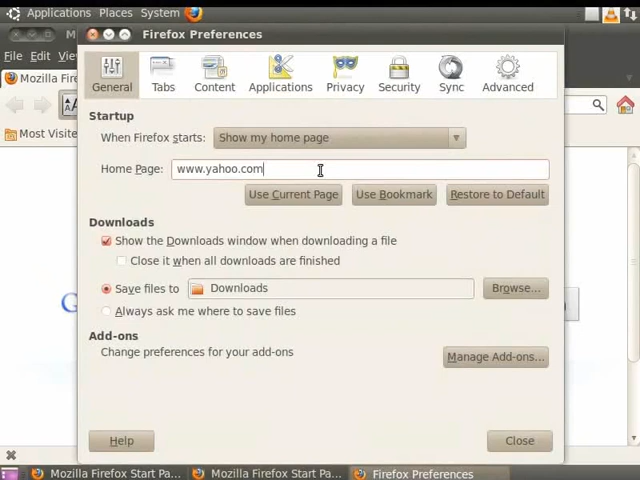 Applications Places System
Firefox Preferences
File Edit
Mozilla Fire
General Tabs Content Applications Privacy Security Sync Advanced
Most Visite
Startup
When Firefox starts: Show my home page
Home Page: www.yahoo.com
Use Current Page Use Bookmark Restore to Default
Downloads
Show the Downloads window when downloading a file
Close it when all downloads are finished
Save files to Downloads Browse...
Always ask me where to save files
Add-ons
Change preferences for your add-ons
Manage Add-ons...
Help Close
Mozilla Firefox Start Pa... Mozilla Firefox Start Pa... Firefox Preferences